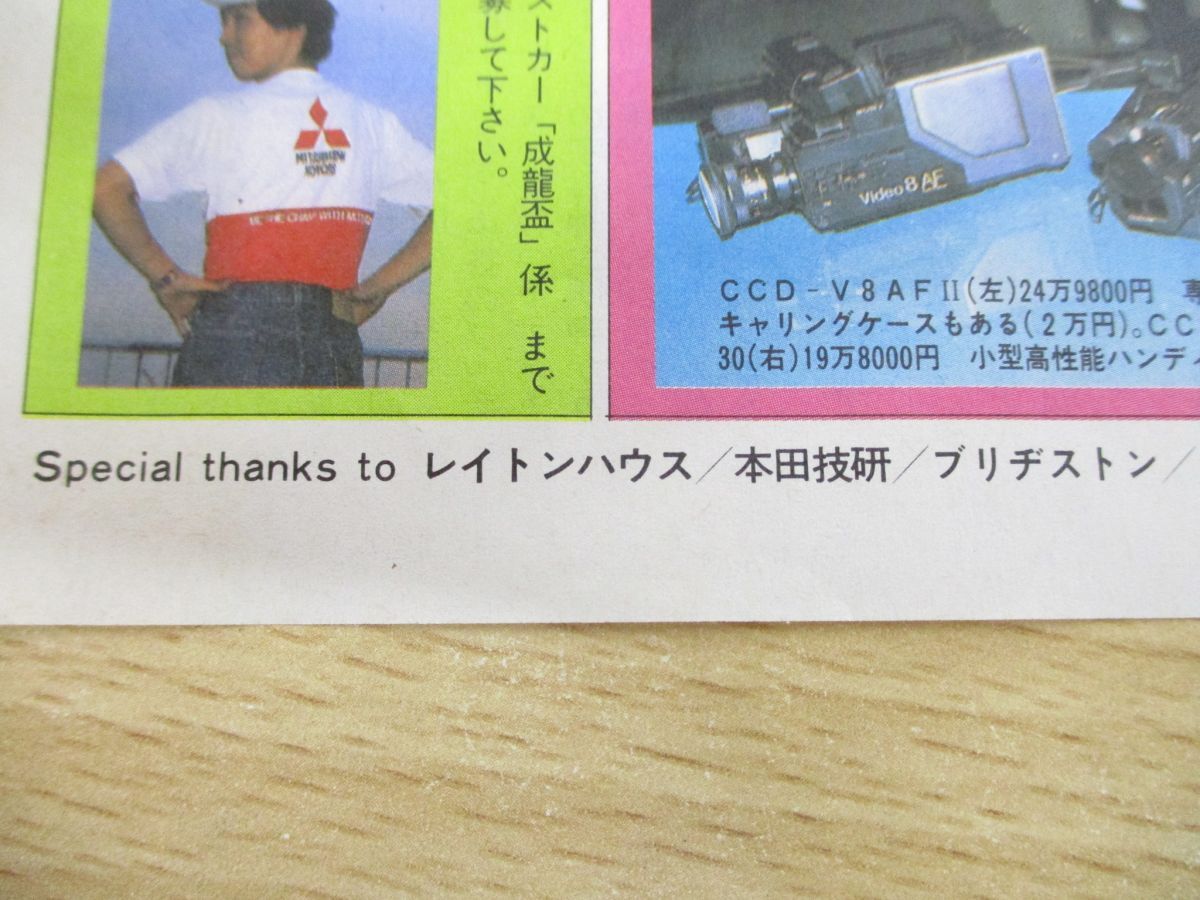 ストカー「成龍盃」係 まで
募して下さい。
MITSUBISHI
MOTORS
Video 8 AF
CCD-V8AFⅡ(左)24万9800円 専
キャリングケースもある(2万円)。CC
30(右)19万8000円 小型高性能ハンディ
Special thanks to レイトンハウス/本田技研/ブリヂストン/